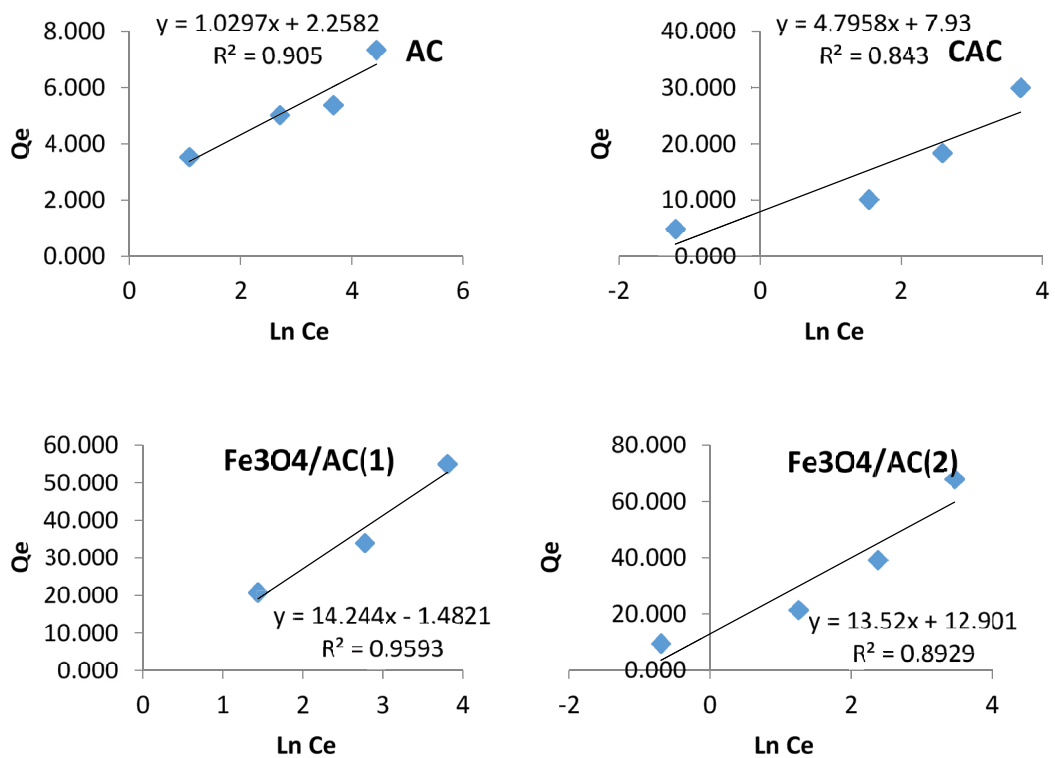 y = 1.0297x + 2.2582
R² = 0.905
AC
8.000
6.000
4.000
2.000
0.000
Qe
0 2 4 6
Ln Ce
y = 4.7958x + 7.93
R² = 0.843
CAC
40.000
30.000
20.000
10.000
0.000
Qe
-2 0 2 4
Ln Ce
Fe3O4/AC(1)
60.000
50.000
40.000
30.000
20.000
10.000
0.000
Qe
y = 14.244x - 1.4821
R² = 0.9593
0 1 2 3 4
Ln Ce
Fe3O4/AC(2)
80.000
60.000
40.000
20.000
0.000
Qe
y = 13.52x + 12.901
R² = 0.8929
-2 0 2 4
Ln Ce